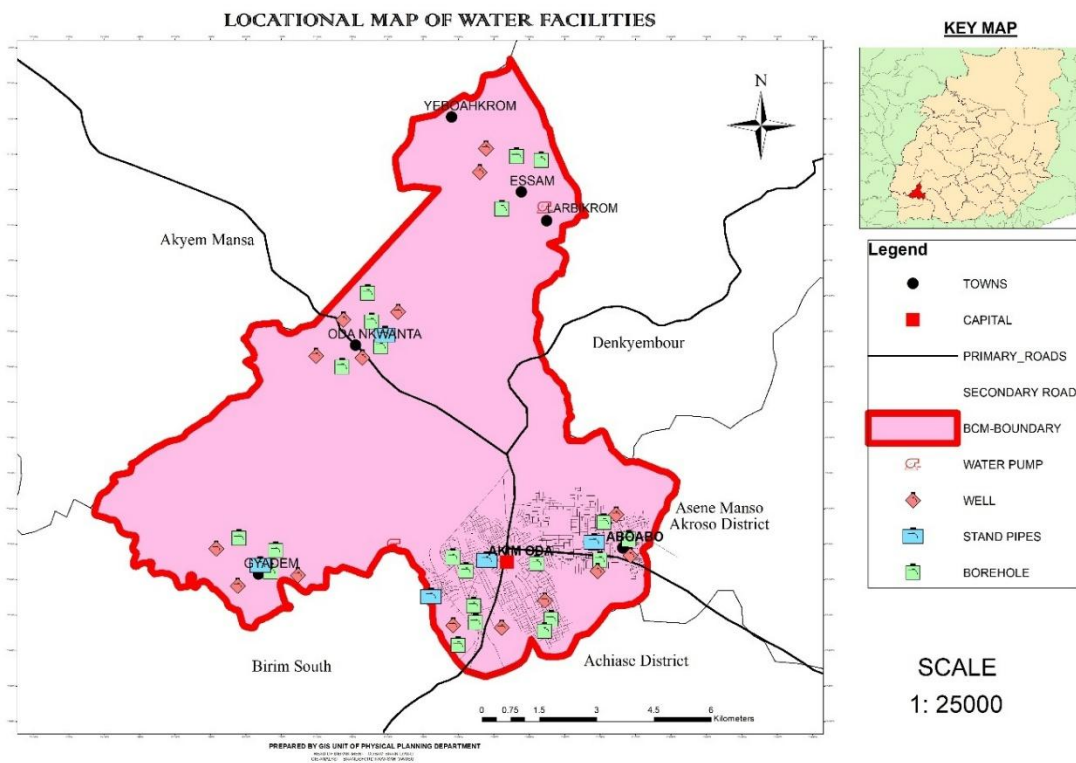 LOCATIONAL MAP OF WATER FACILITIES
KEY MAP
N
YEBOAHKROM
ESSAM
LARBIKROM
Akyem Mansa
ODA NKWANTA
Denkyembour
Asene Manso
Akroso District
ABOABO
AKIM ODA
GYADEM
Birim South
Achiase District
0 0.75 1.5 3 4.5 6
Kilometers
PREPARED BY GIS UNIT OF PHYSICAL PLANNING DEPARTMENT
Legend
TOWNS
CAPITAL
PRIMARY_ROADS
SECONDARY ROAD
BCM-BOUNDARY
WATER PUMP
WELL
STAND PIPES
BOREHOLE
SCALE
1: 25000